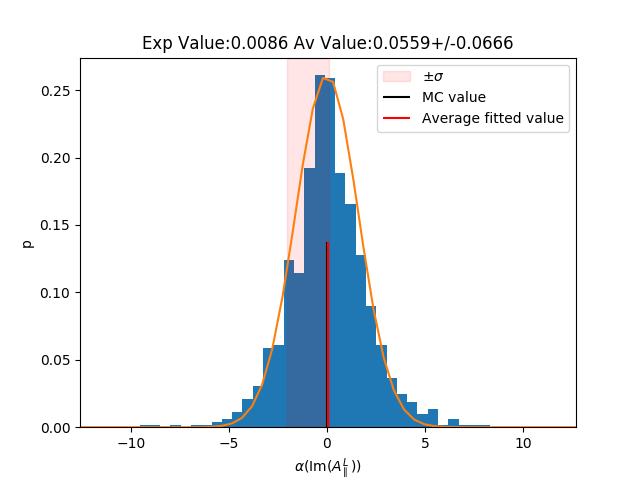 Exp Value:0.0086 Av Value:0.0559+/-0.0666
±σ
MC value
Average fitted value
p
0.25
0.20
0.15
0.10
0.05
0.00
−10 −5 0 5 10
α(Im(A∥^L))